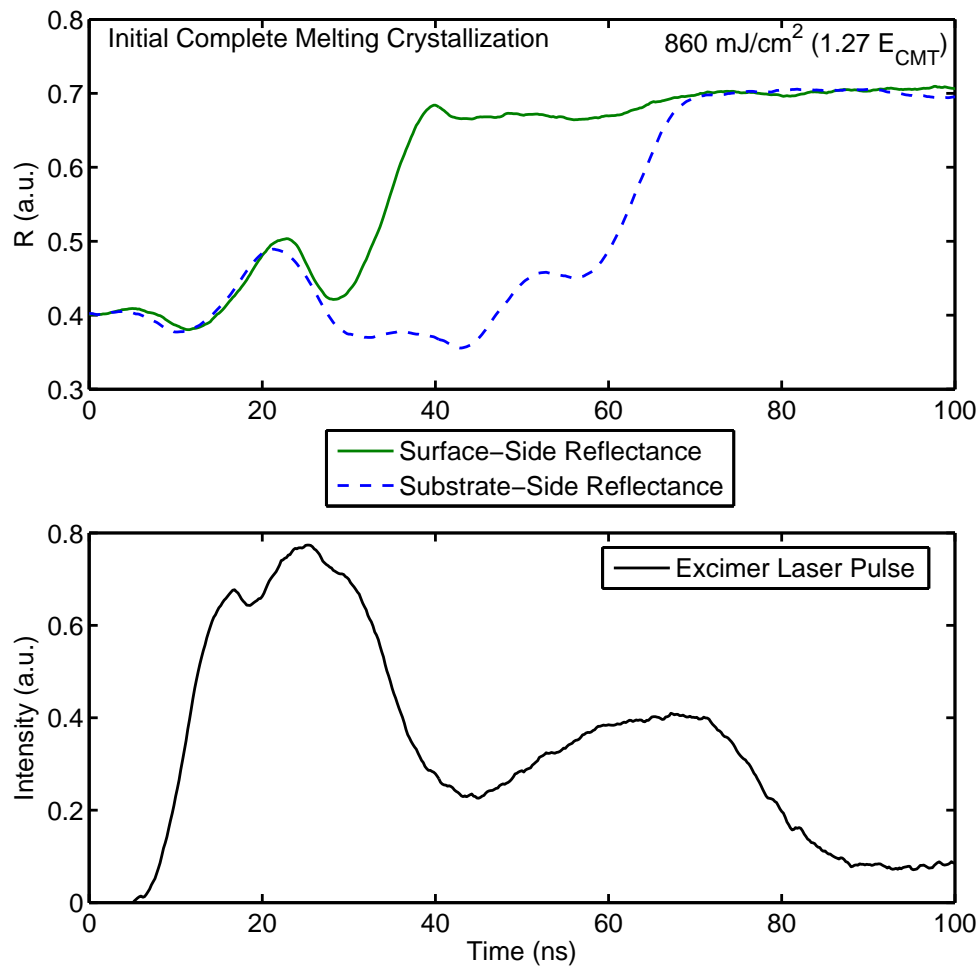 Initial Complete Melting Crystallization
860 mJ/cm² (1.27 E_CMT)
0.8
0.7
0.6
0.5
0.4
0.3
R (a.u.)
0 20 40 60 80 100
Surface−Side Reflectance
Substrate−Side Reflectance
Excimer Laser Pulse
0.8
0.6
0.4
0.2
0
Intensity (a.u.)
0 20 40 60 80 100
Time (ns)